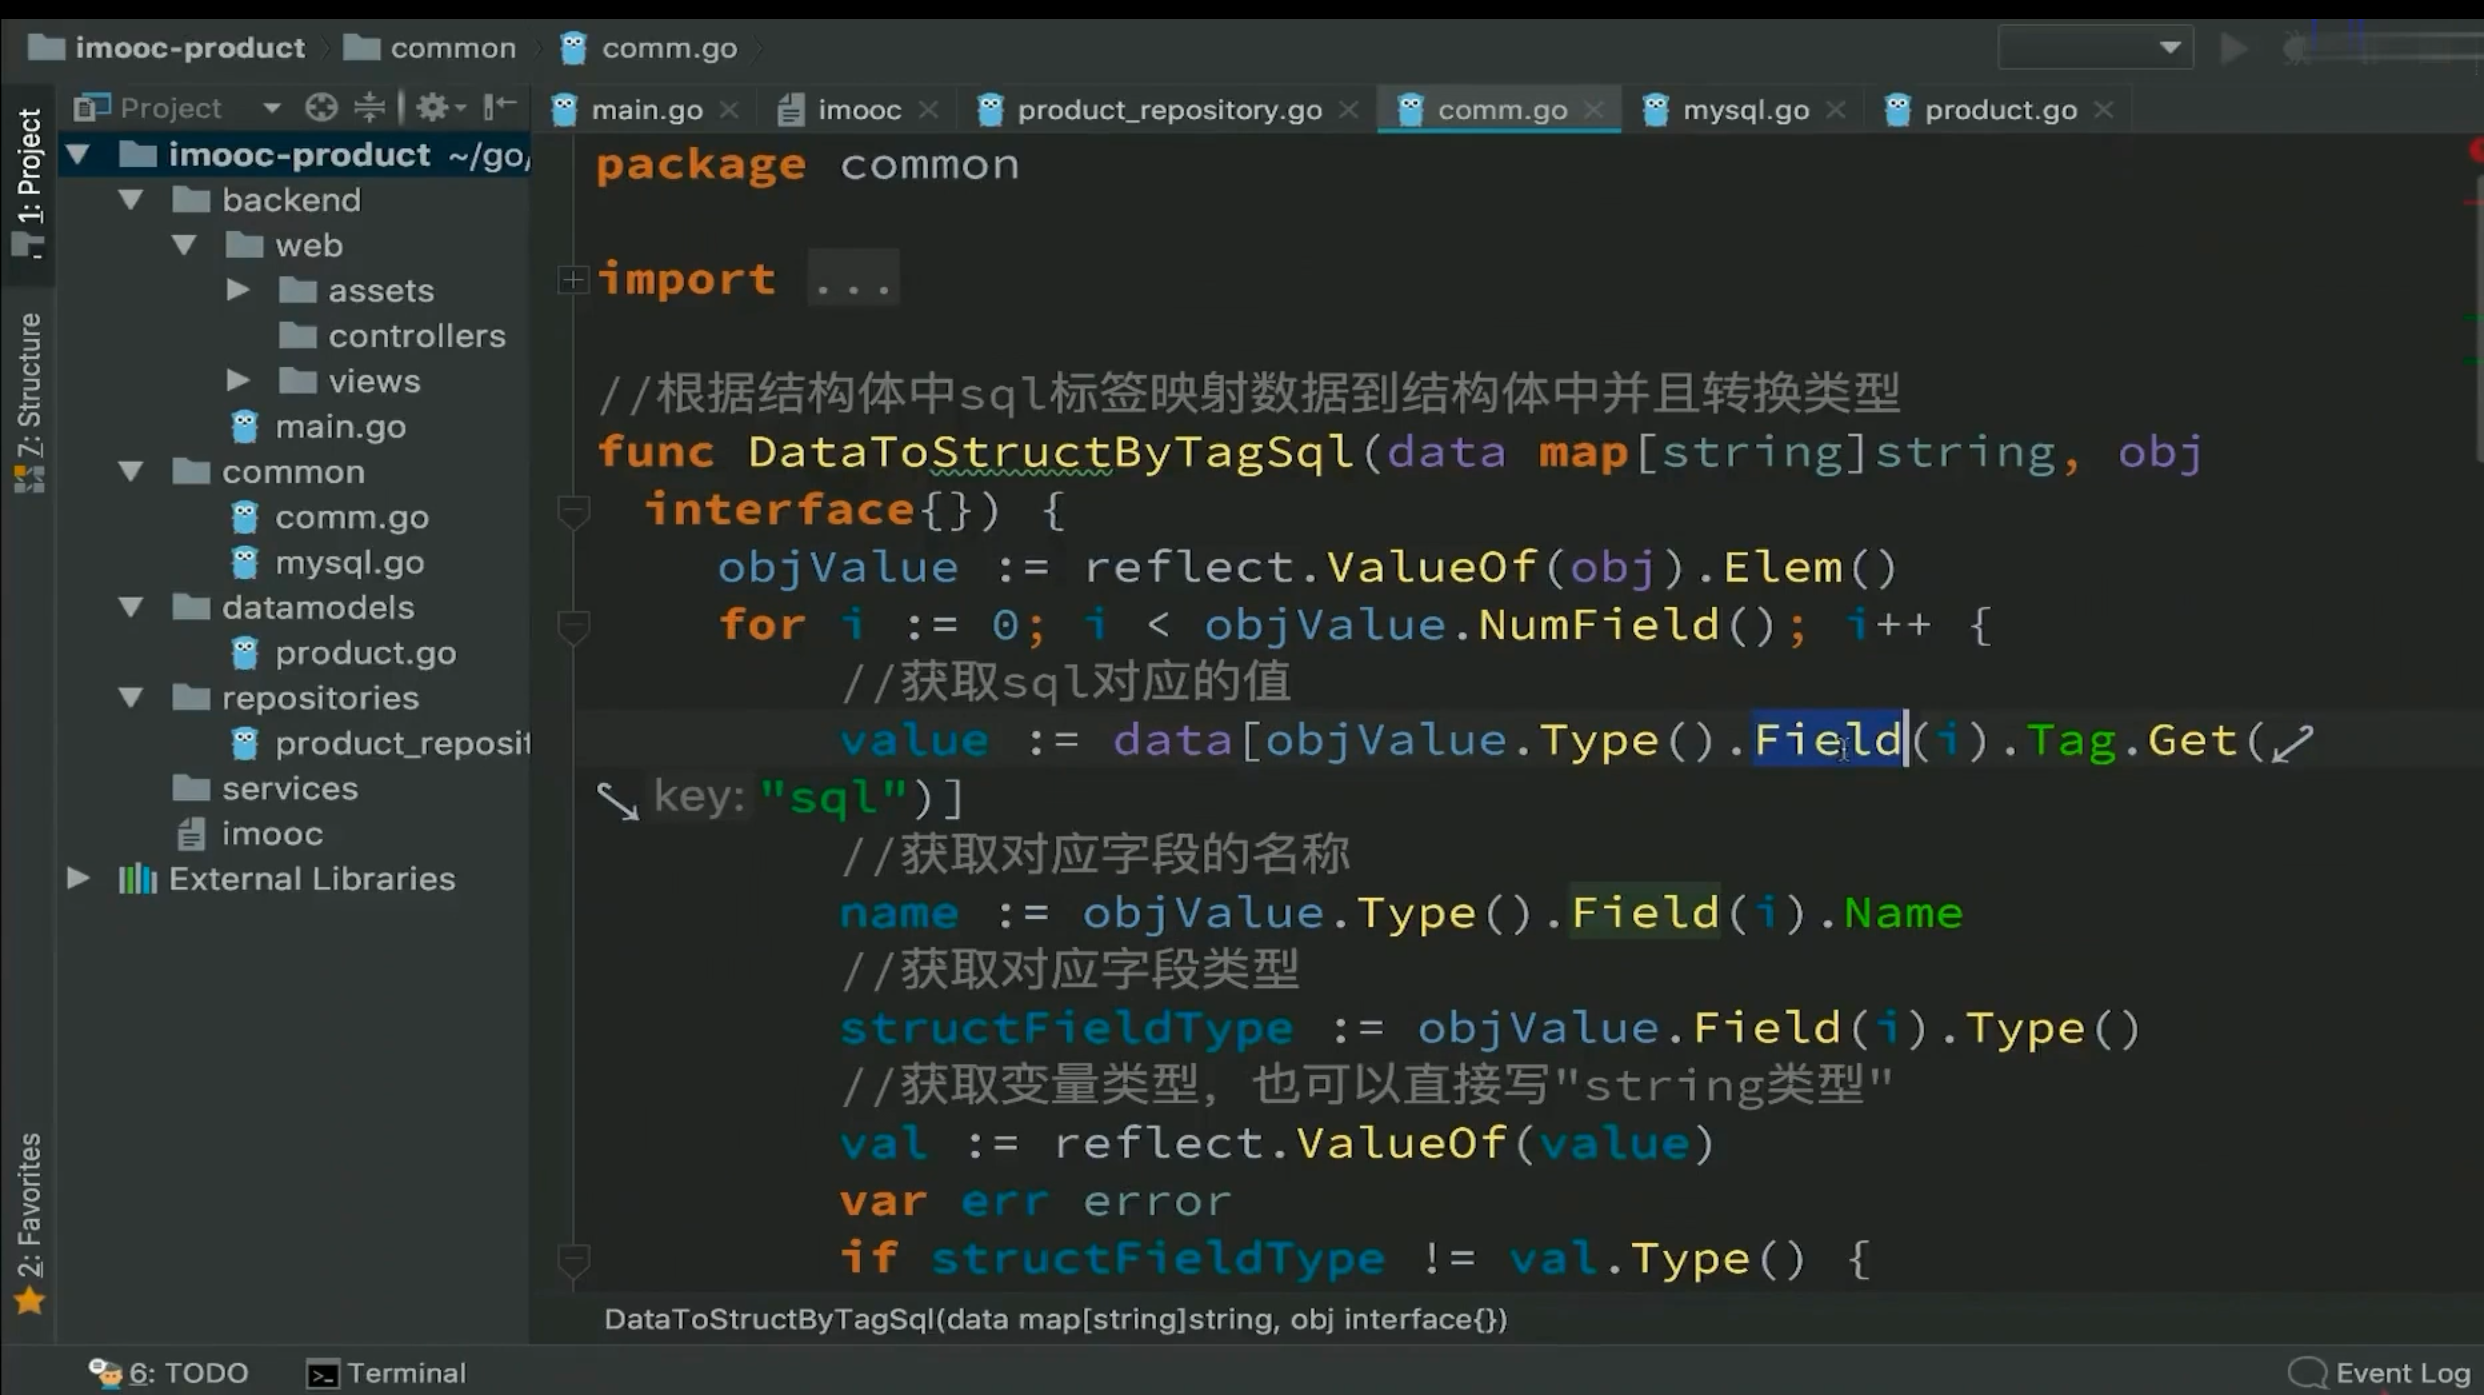 imooc-product common comm.go
1: Project
7: Structure
2: Favorites
Project
imooc-product ~/go/
backend
web
assets
controllers
views
main.go
common
comm.go
mysql.go
datamodels
product.go
repositories
product_reposit
services
imooc
External Libraries
main.go imooc product_repository.go comm.go mysql.go product.go
package common
import ...
//根据结构体中sql标签映射数据到结构体中并且转换类型
func DataToStructByTagSql(data map[string]string, obj
interface{}) {
objValue := reflect.ValueOf(obj).Elem()
for i := 0; i < objValue.NumField(); i++ {
//获取sql对应的值
value := data[objValue.Type().Field(i).Tag.Get(
key: "sql")]
//获取对应字段的名称
name := objValue.Type().Field(i).Name
//获取对应字段类型
structFieldType := objValue.Field(i).Type()
//获取变量类型，也可以直接写"string类型"
val := reflect.ValueOf(value)
var err error
if structFieldType != val.Type() {
DataToStructByTagSql(data map[string]string, obj interface{})
6: TODO Terminal Event Log